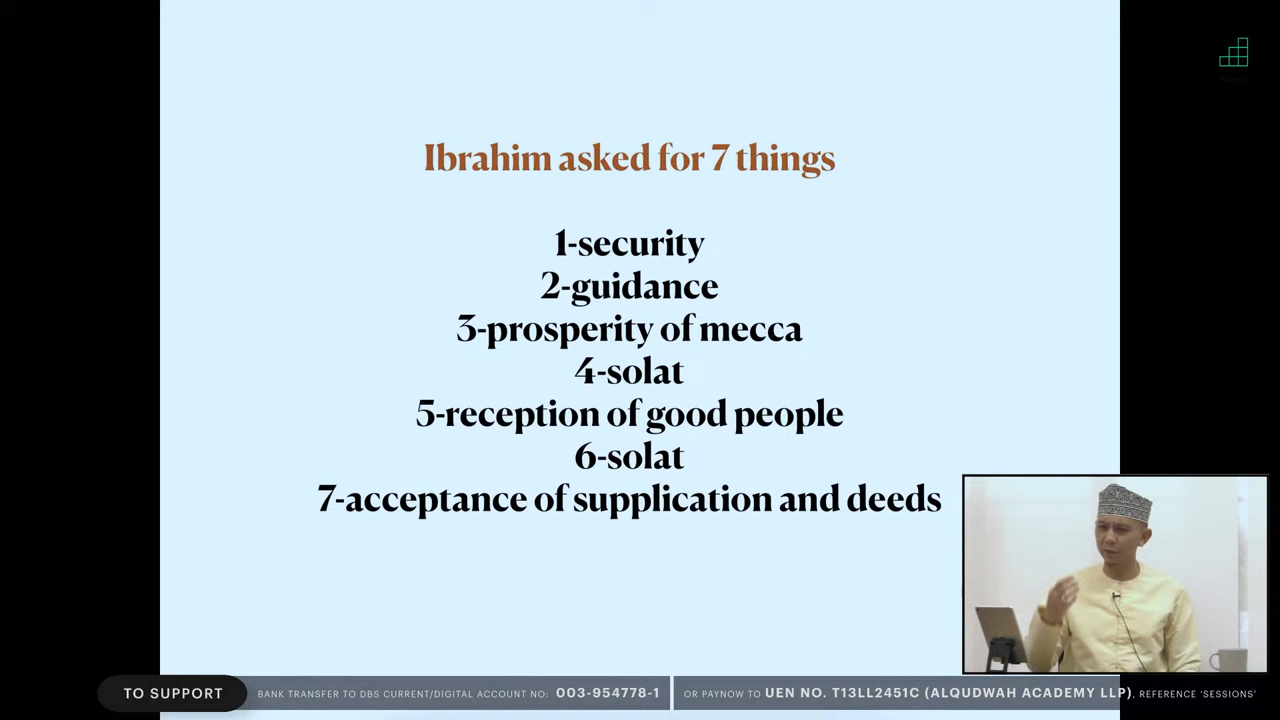 Ibrahim asked for 7 things
1-security
2-guidance
3-prosperity of mecca
4-solat
5-reception of good people
6-solat
7-acceptance of supplication and deeds
TO SUPPORT
BANK TRANSFER TO DBS CURRENT/DIGITAL ACCOUNT NO: 003-954778-1
OR PAYNOW TO UEN NO. T13LL2451C (ALQUDWAH ACADEMY LLP), REFERENCE ‘SESSIONS’